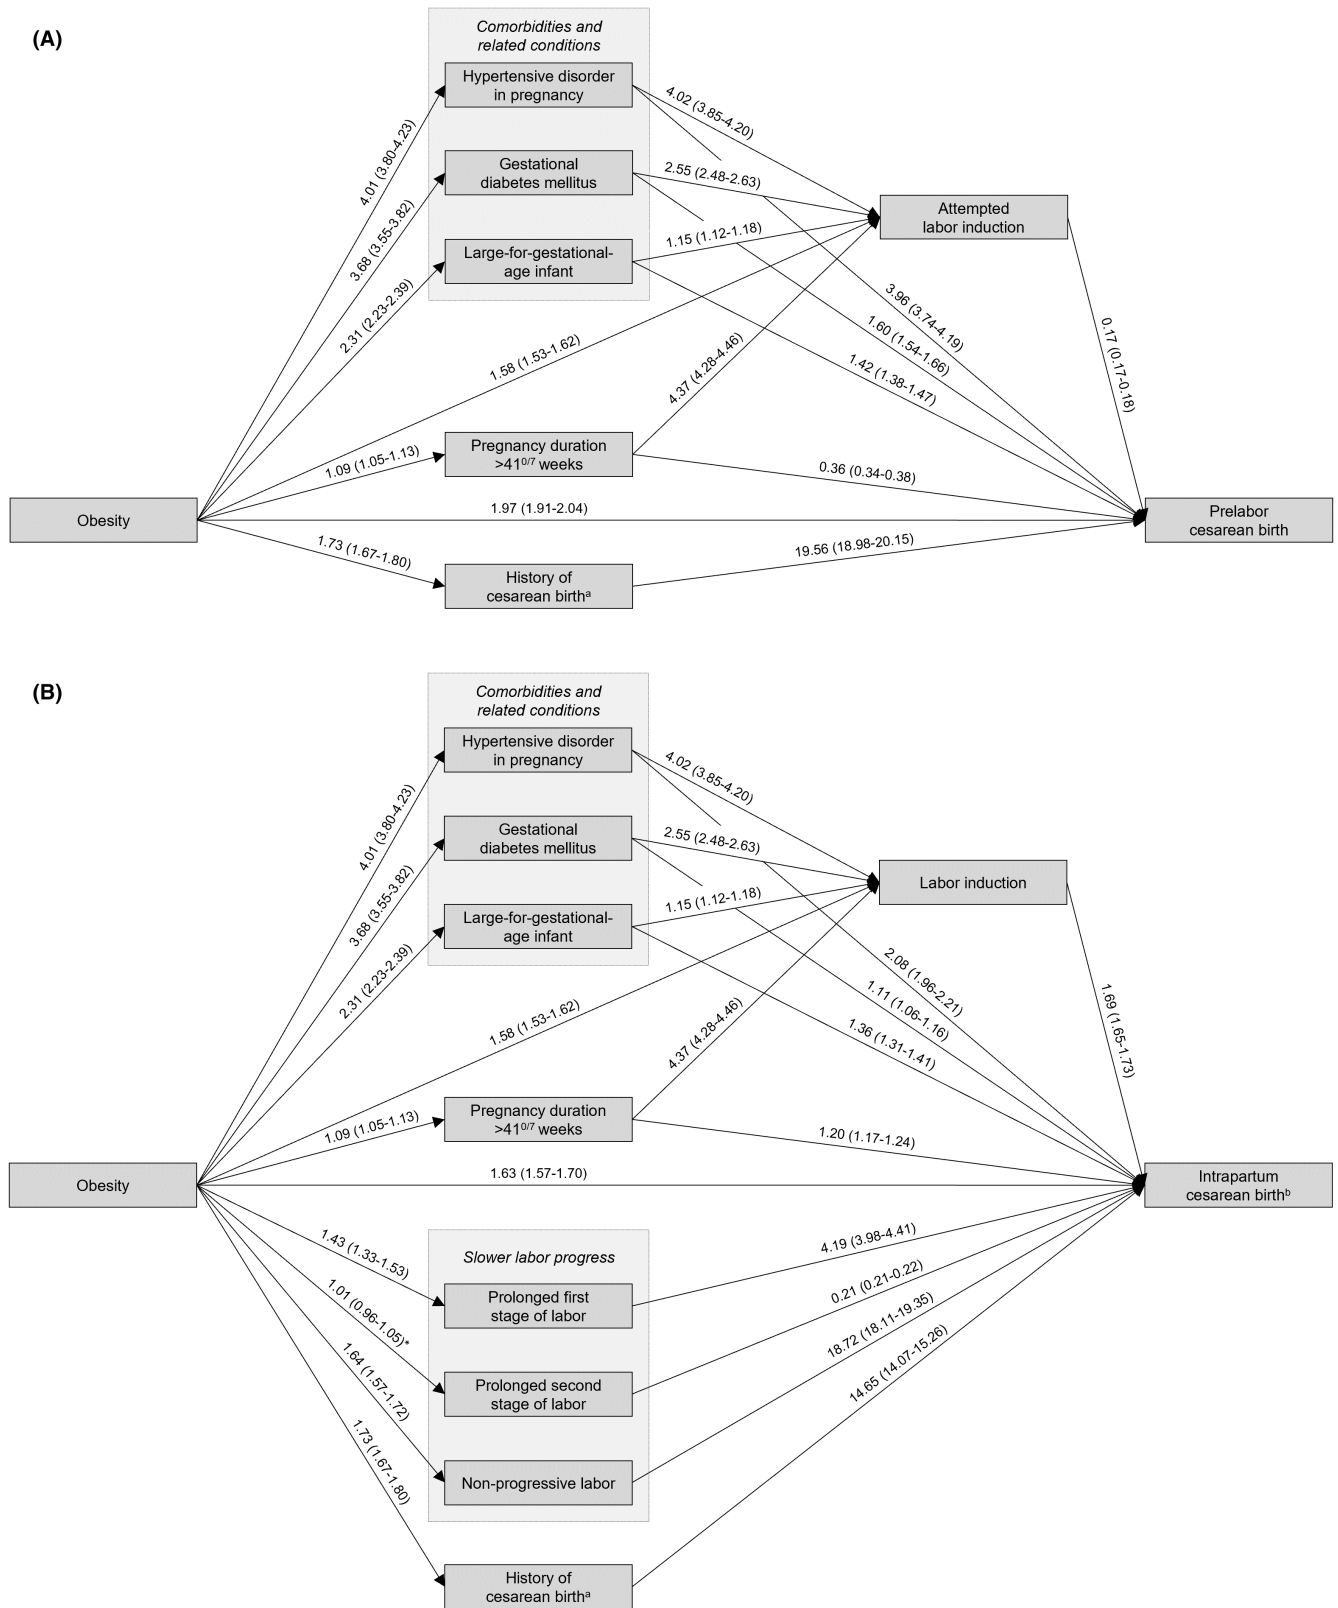 (A)
Comorbidities and
related conditions
Hypertensive disorder
in pregnancy
4.02 (3.85-4.20)
4.01 (3.80-4.23)
Gestational
diabetes mellitus
2.55 (2.48-2.63)
3.68 (3.55-3.82)
Attempted
labor induction
Large-for-gestational-
age infant
1.15 (1.12-1.18)
2.31 (2.23-2.39)
3.96 (3.74-4.19)
1.60 (1.54-1.66)
1.42 (1.38-1.47)
0.17 (0.17-0.18)
1.58 (1.53-1.62)
4.37 (4.28-4.46)
1.09 (1.05-1.13)
Pregnancy duration
>41⁰/⁷ weeks
0.36 (0.34-0.38)
Obesity
1.97 (1.91-2.04)
Prelabor
cesarean birth
1.73 (1.67-1.80)
19.56 (18.98-20.15)
History of
cesarean birthᵃ
(B)
Comorbidities and
related conditions
Hypertensive disorder
in pregnancy
4.02 (3.85-4.20)
4.01 (3.80-4.23)
Gestational
diabetes mellitus
2.55 (2.48-2.63)
3.68 (3.55-3.82)
Labor induction
Large-for-gestational-
age infant
1.15 (1.12-1.18)
2.31 (2.23-2.39)
2.08 (1.96-2.21)
1.11 (1.06-1.16)
1.36 (1.31-1.41)
1.69 (1.65-1.73)
1.58 (1.53-1.62)
4.37 (4.28-4.46)
1.09 (1.05-1.13)
Pregnancy duration
>41⁰/⁷ weeks
1.20 (1.17-1.24)
Obesity
1.63 (1.57-1.70)
Intrapartum
cesarean birthᵇ
1.43 (1.33-1.53)
Slower labor progress
4.19 (3.98-4.41)
Prolonged first
stage of labor
1.01 (0.96-1.05)*
0.21 (0.21-0.22)
1.64 (1.57-1.72)
Prolonged second
stage of labor
18.72 (18.11-19.35)
1.73 (1.67-1.80)
14.65 (14.07-15.26)
Non-progressive labor
History of
cesarean birthᵃ